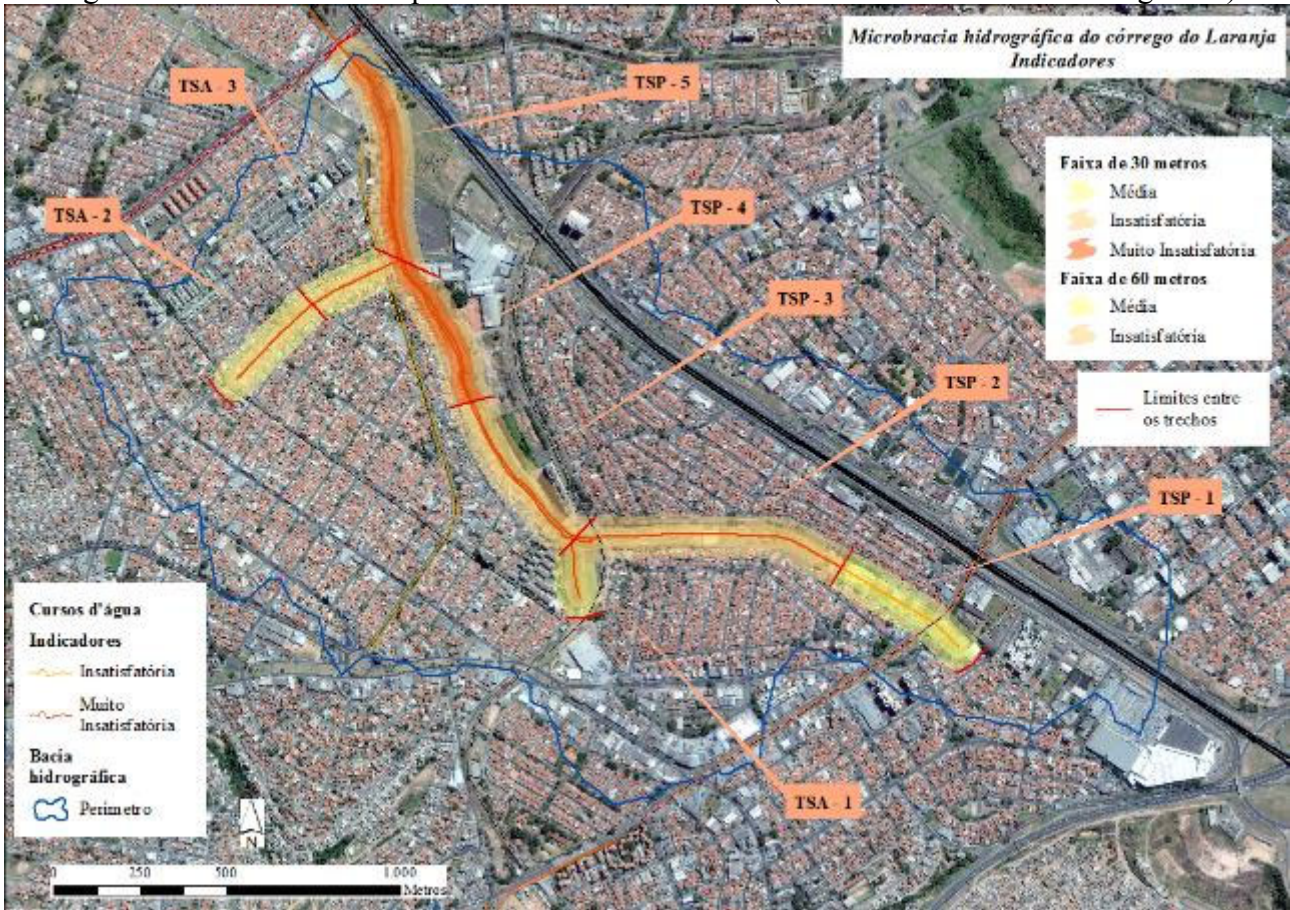 Microbracia hidrográfica do córrego do Laranja
Indicadores
TSA - 3
TSP - 5
Faixa de 30 metros
Média
Insatisfatória
Muito Insatisfatória
Faixa de 60 metros
Média
Insatisfatória
TSA - 2
TSP - 4
TSP - 3
TSP - 2
Limites entre
os trechos
TSP - 1
Cursos d'água
Indicadores
Insatisfatória
Muito
Insatisfatória
Bacia
hidrográfica
Perímetro
TSA - 1
N
0 250 500 1.000
Metros